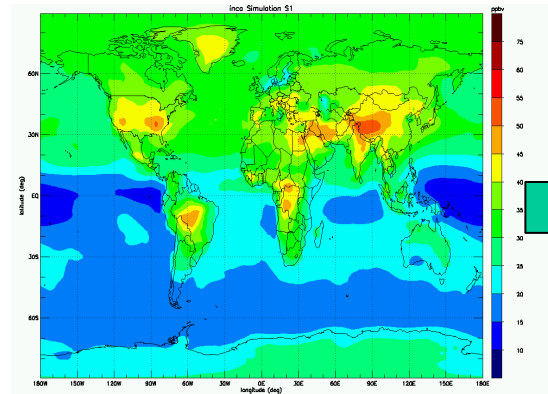 inca Simulation S1
ppbv
75
65
60
55
50
45
40
35
30
25
20
15
10
60N
30N
EQ
30S
60S
latitude (deg)
180W 150W 120W 90W 60W 30W 0E 30E 60E 90E 120E 150E 180E
longitude (deg)